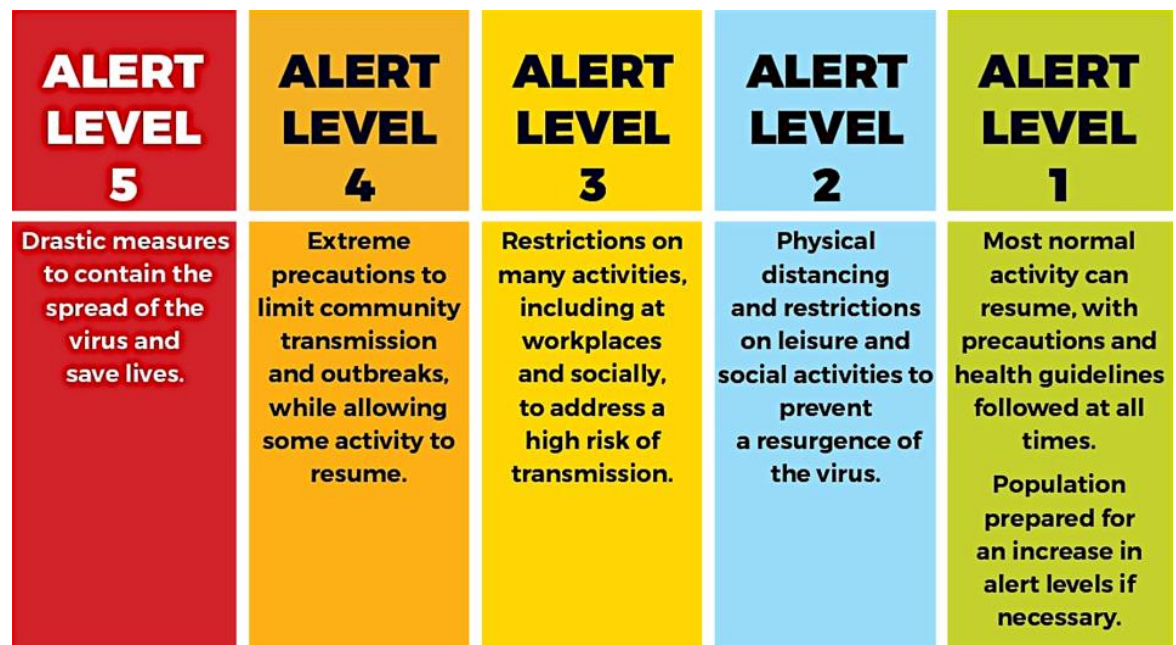 ALERT
LEVEL
5
Drastic measures
to contain the
spread of the
virus and
save lives.
ALERT
LEVEL
4
Extreme
precautions to
limit community
transmission
and outbreaks,
while allowing
some activity to
resume.
ALERT
LEVEL
3
Restrictions on
many activities,
including at
workplaces
and socially,
to address a
high risk of
transmission.
ALERT
LEVEL
2
Physical
distancing
and restrictions
on leisure and
social activities to
prevent
a resurgence of
the virus.
ALERT
LEVEL
1
Most normal
activity can
resume, with
precautions and
health guidelines
followed at all
times.
Population
prepared for
an increase in
alert levels if
necessary.